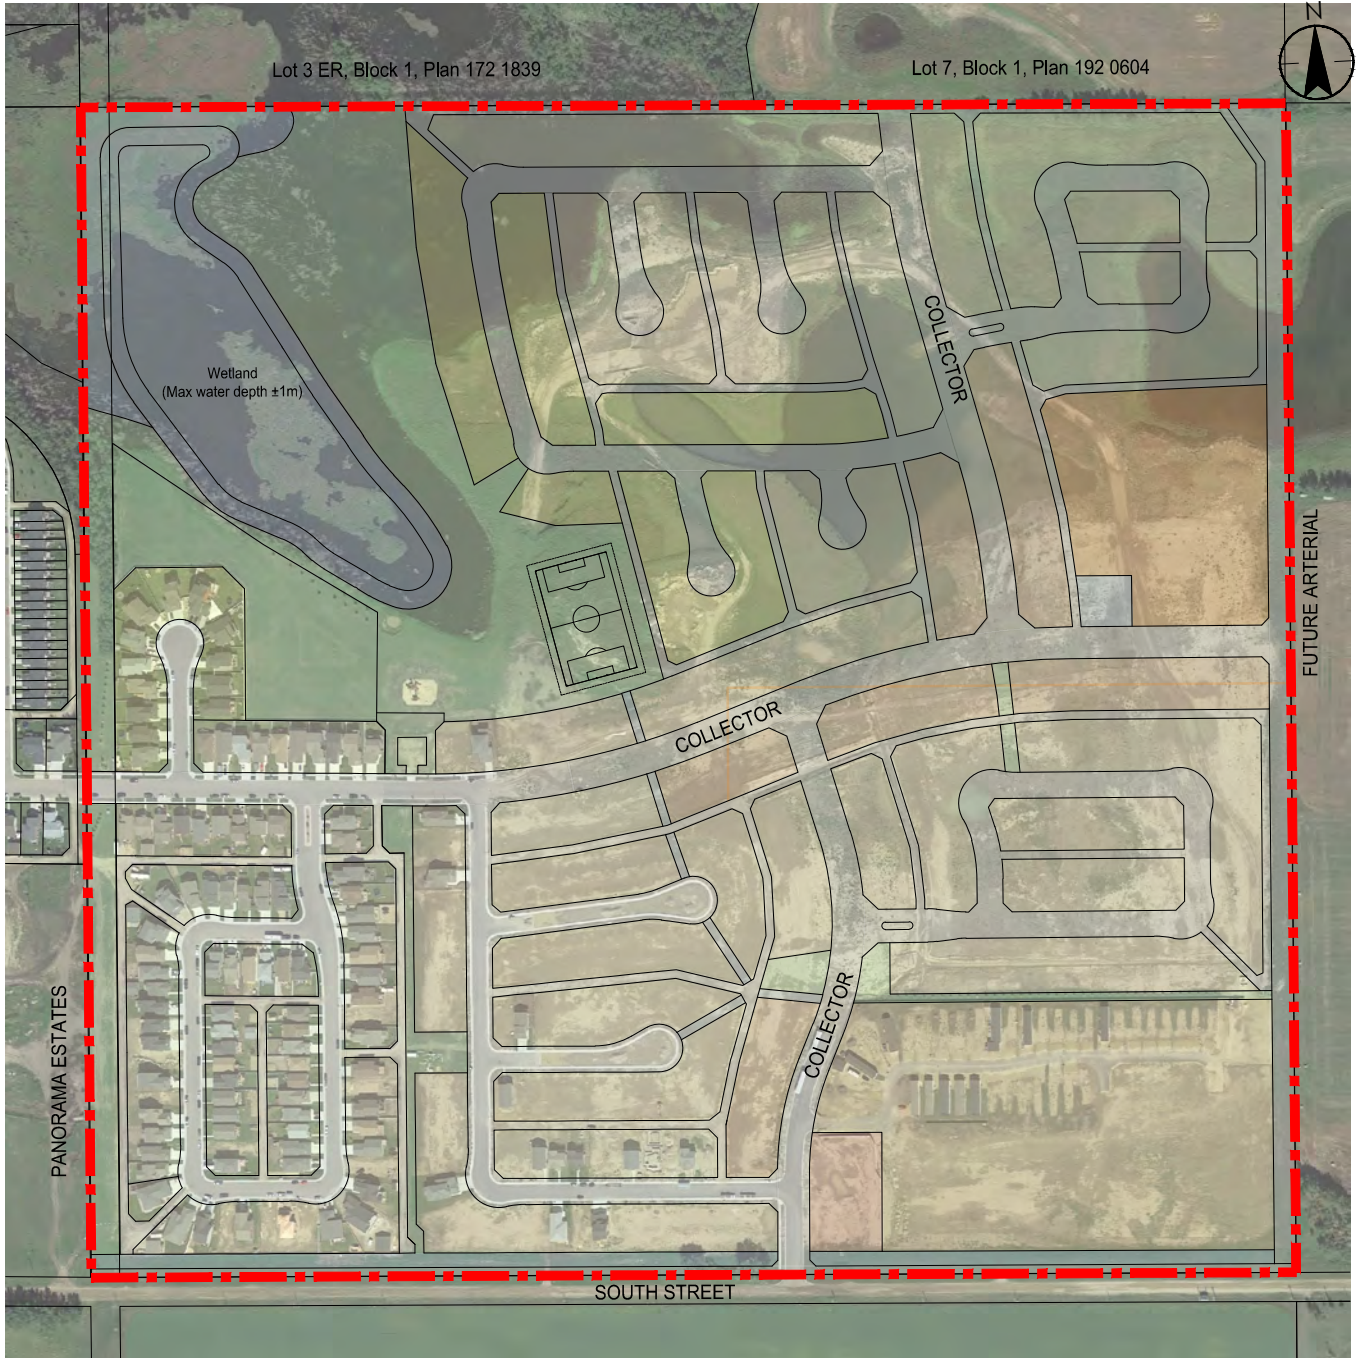 N
Lot 3 ER, Block 1, Plan 172 1839
Lot 7, Block 1, Plan 192 0604
Wetland
(Max water depth ±1m)
COLLECTOR
FUTURE ARTERIAL
COLLECTOR
COLLECTOR
PANORAMA ESTATES
SOUTH STREET